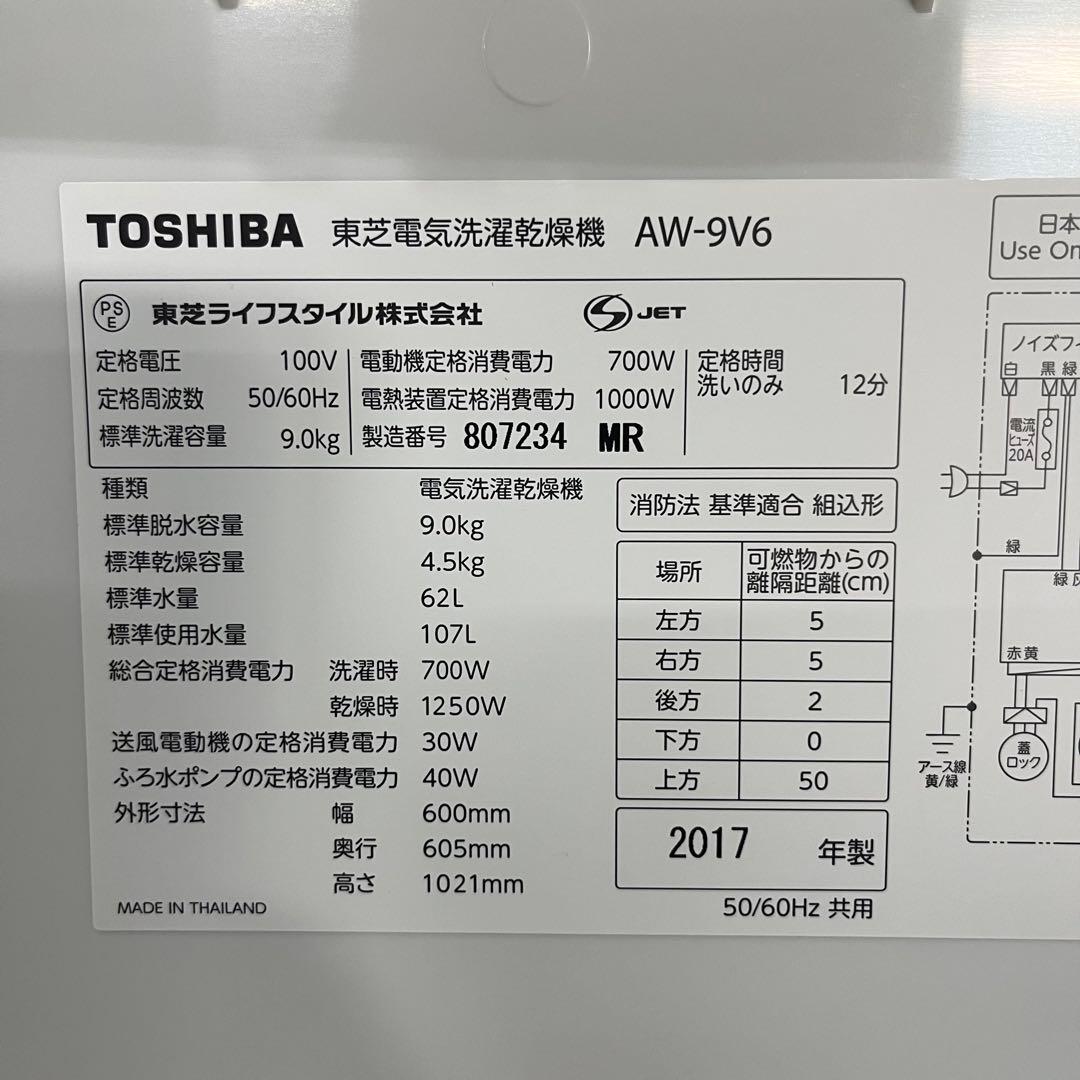 TOSHIBA 東芝電気洗濯乾燥機 AW-9V6
PSE 東芝ライフスタイル株式会社 S JET
定格電圧 100V 電動機定格消費電力 700W 定格時間
洗いのみ 12分
定格周波数 50/60Hz 電熱装置定格消費電力 1000W
標準洗濯容量 9.0kg 製造番号 807234 MR
種類 電気洗濯乾燥機
標準脱水容量 9.0kg
標準乾燥容量 4.5kg
標準水量 62L
標準使用水量 107L
総合定格消費電力 洗濯時 700W
乾燥時 1250W
送風電動機の定格消費電力 30W
ふろ水ポンプの定格消費電力 40W
外形寸法 幅 600mm
奥行 605mm
高さ 1021mm
MADE IN THAILAND
消防法 基準適合 組込形
場所 可燃物からの
離隔距離(cm)
左方 5
右方 5
後方 2
下方 0
上方 50
2017 年製
50/60Hz 共用
日本
Use On
ノイズフィ
白 黒 緑
電流
ヒューズ
20A
緑
緑 灰
赤 黄
蓋
ロック
アース線
黄/緑